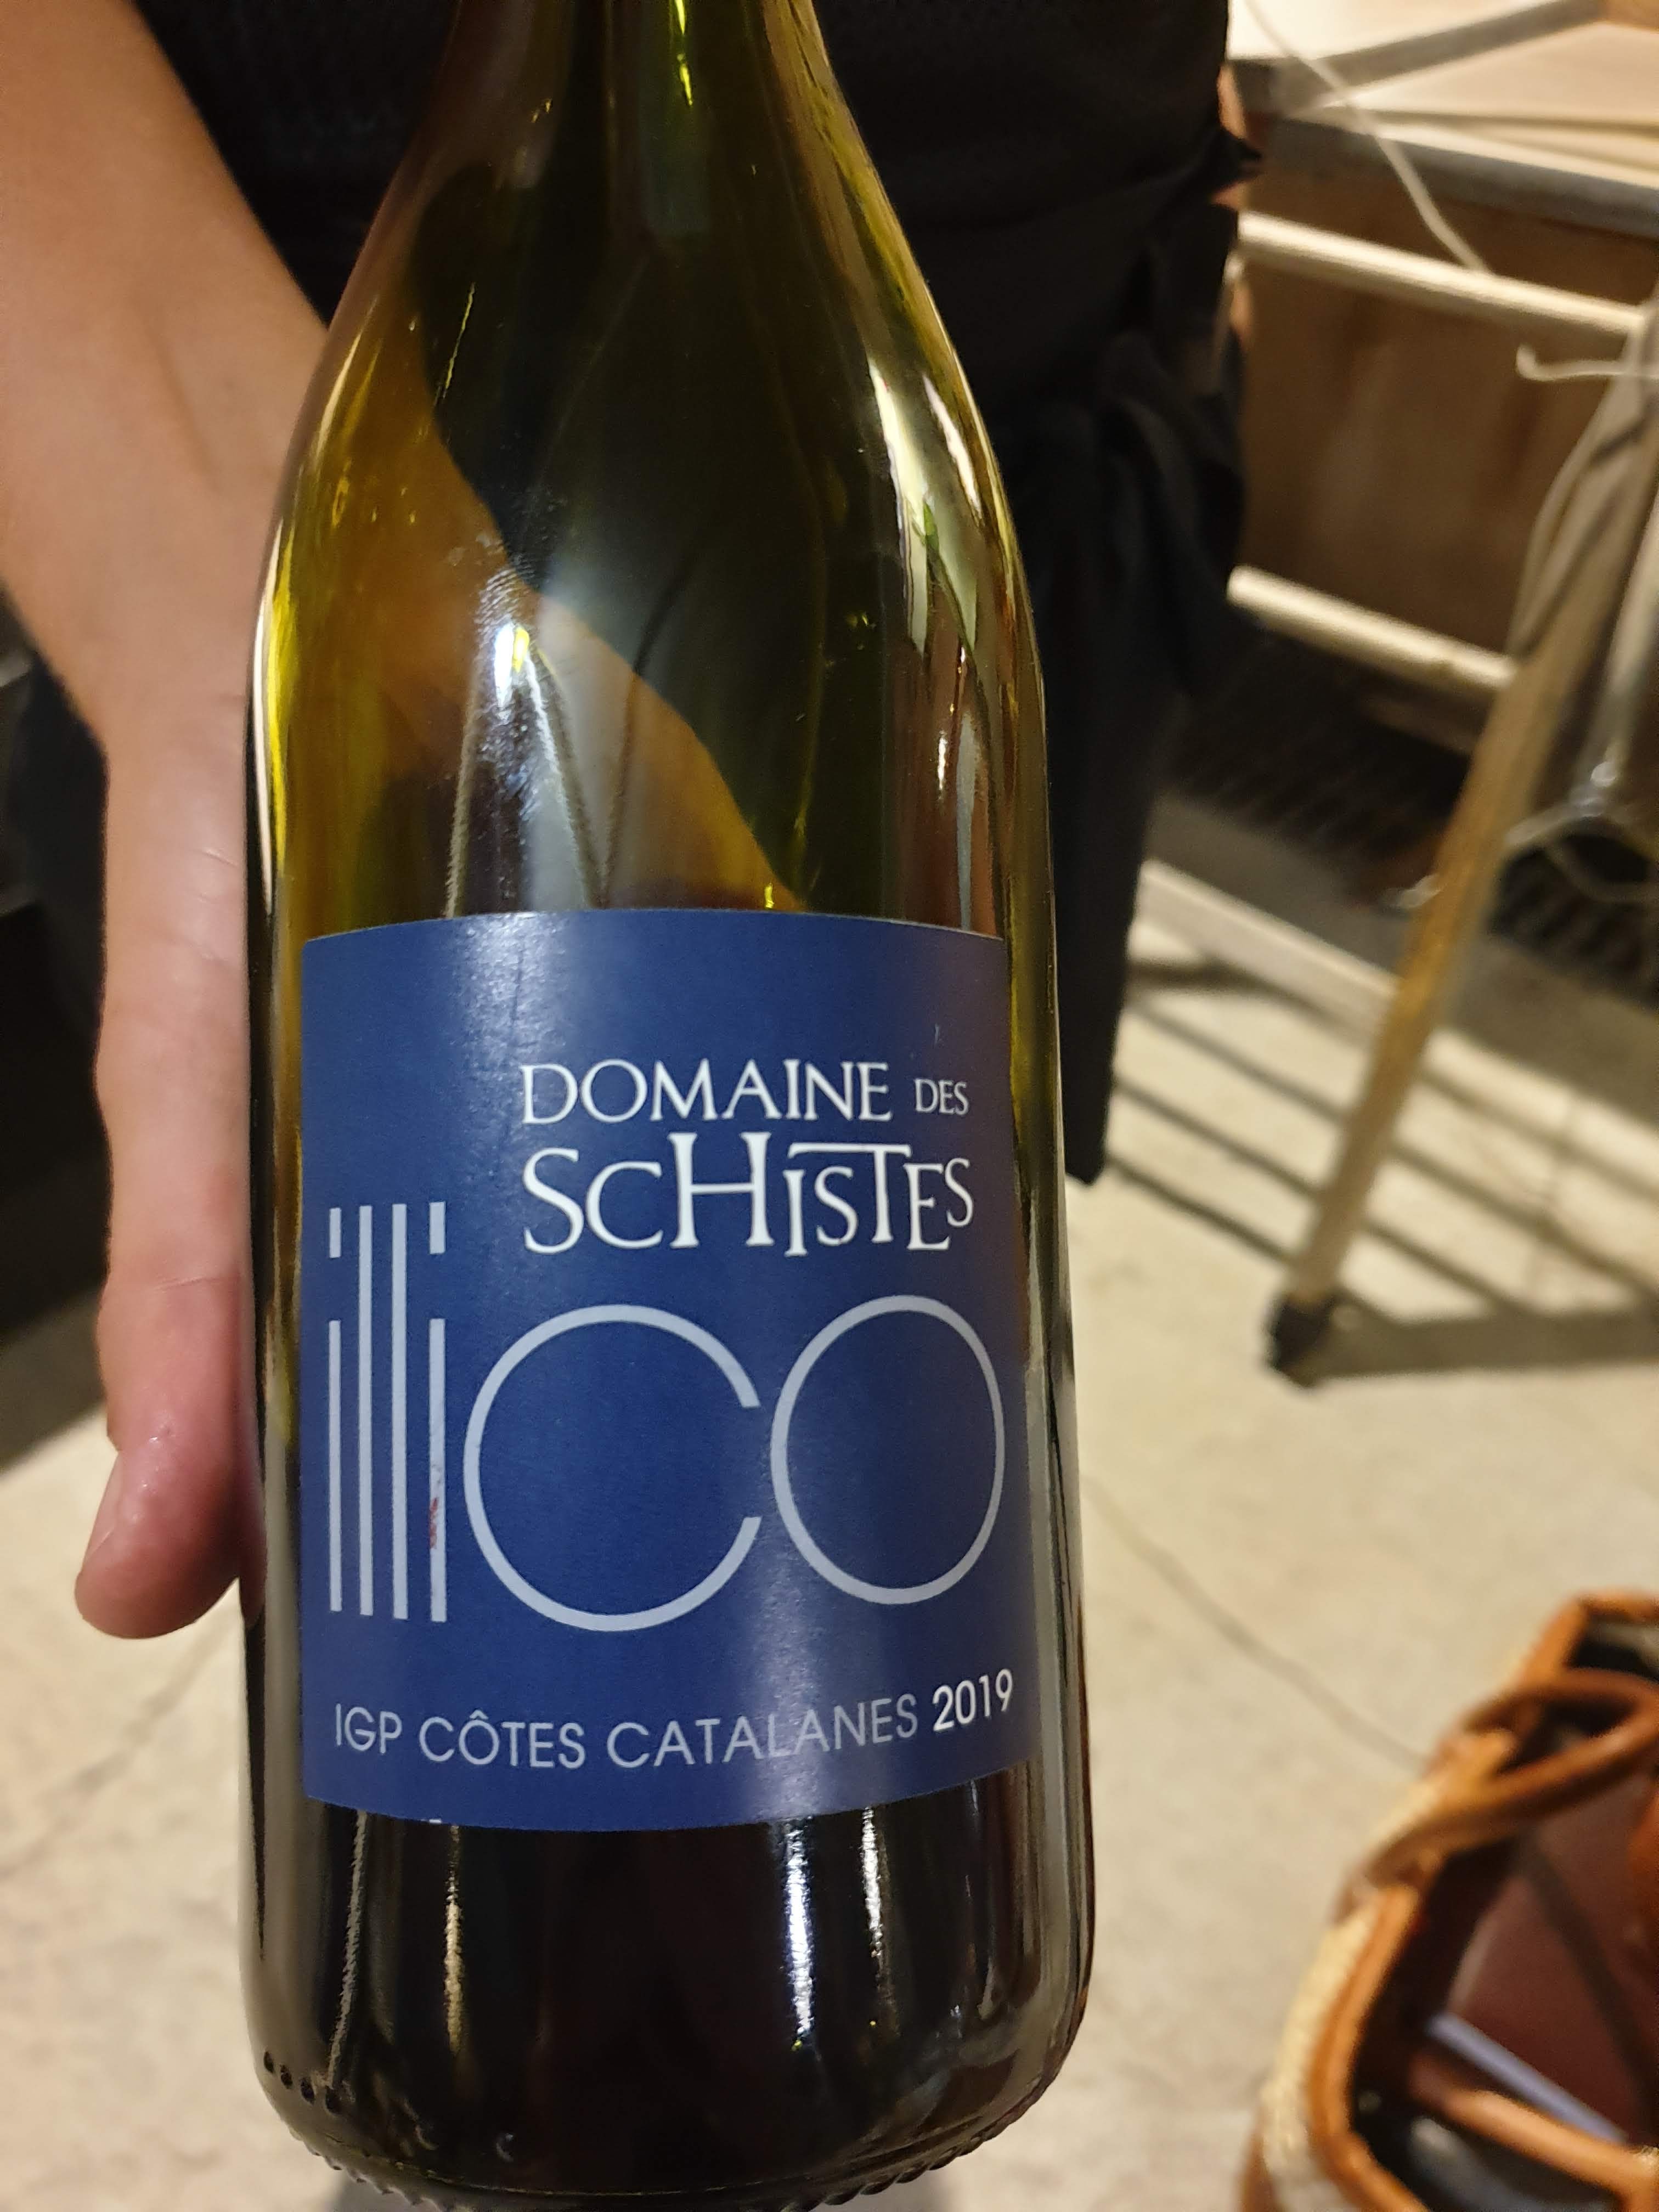 DOMAINE DES
SCHISTES
illico
IGP CÔTES CATALANES 2019